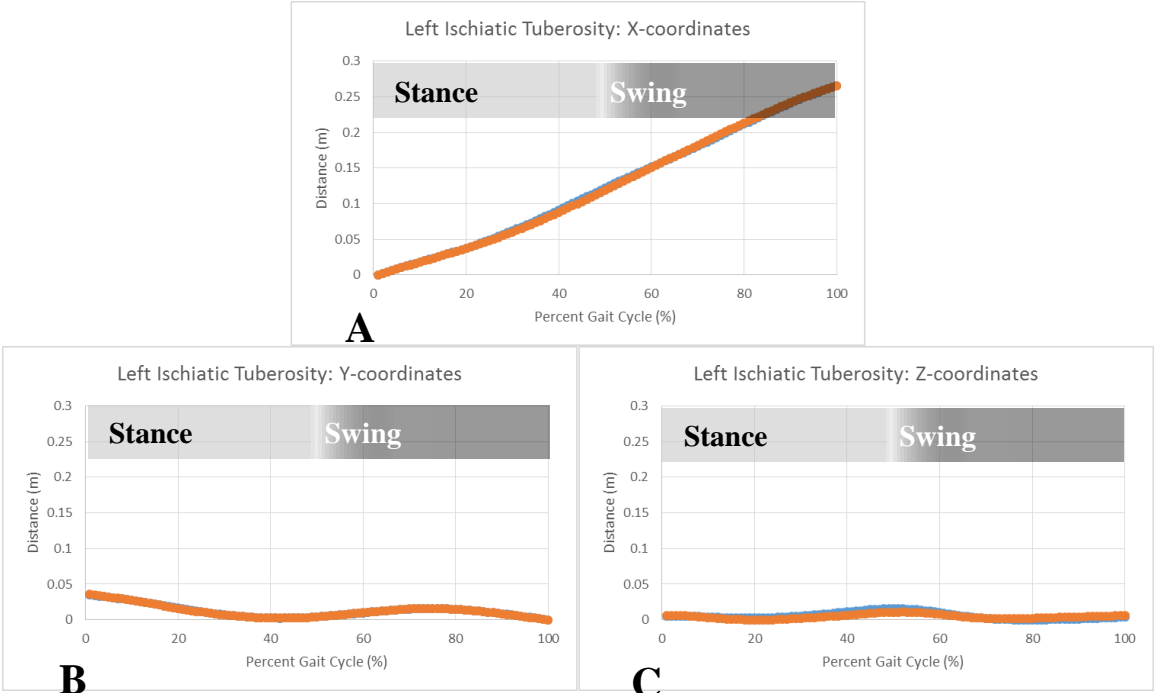 Left Ischiatic Tuberosity: X-coordinates
0.3
0.25
0.2
0.15
0.1
0.05
0
Distance (m)
Stance
Swing
0 20 40 60 80 100
Percent Gait Cycle (%)
A
Left Ischiatic Tuberosity: Y-coordinates
0.3
0.25
0.2
0.15
0.1
0.05
0
Distance (m)
Stance
Swing
0 20 40 60 80 100
Percent Gait Cycle (%)
B
Left Ischiatic Tuberosity: Z-coordinates
0.3
0.25
0.2
0.15
0.1
0.05
0
Distance (m)
Stance
Swing
0 20 40 60 80 100
Percent Gait Cycle (%)
C